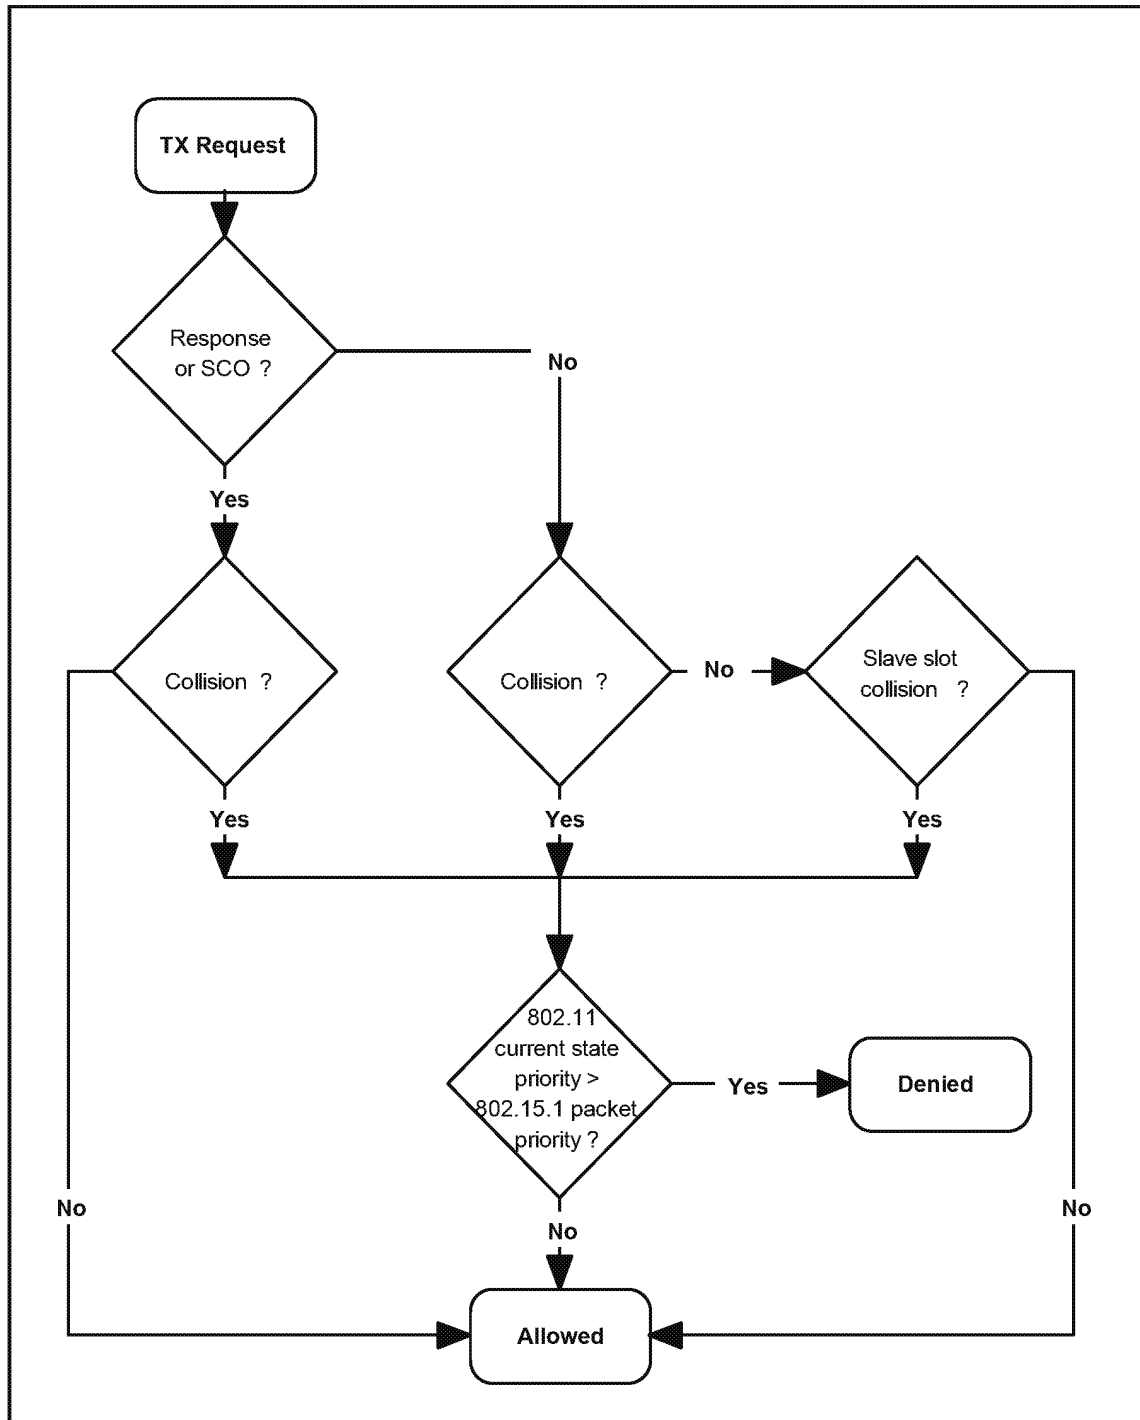 TX Request
Response
or SCO ?
No
Yes
Collision ?
Collision ?
No
Slave slot
collision ?
Yes
Yes
Yes
802.11
current state
priority >
802.15.1 packet
priority ?
Yes
Denied
No
No
No
Allowed